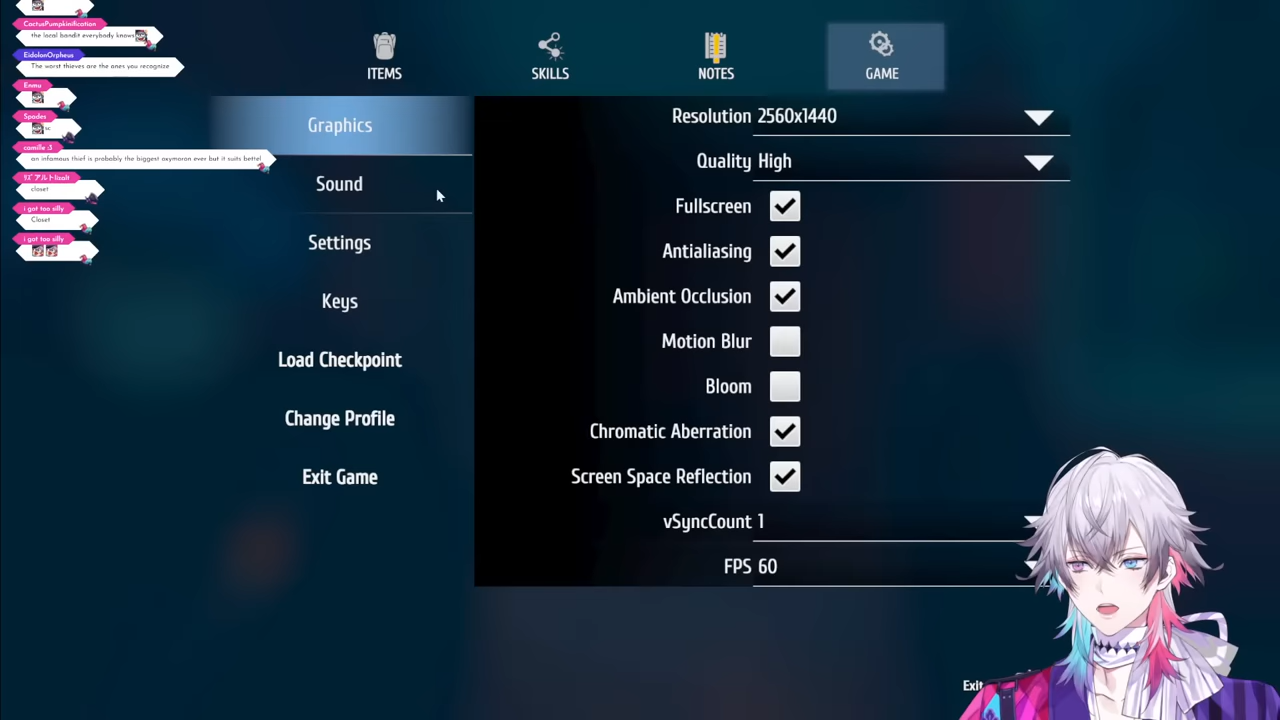 CactusPumpkinification
the local bandit everybody knows
EidolonOrpheus
The worst thieves are the ones you recognize
Enmu
Spades
sc
camille :3
an infamous thief is probably the biggest oxymoron ever but it suits bettel
closet
i got too silly
Closet
i got too silly
ITEMS
SKILLS
NOTES
GAME
Graphics
Sound
Settings
Keys
Load Checkpoint
Change Profile
Exit Game
Resolution 2560x1440
Quality High
Fullscreen
Antialiasing
Ambient Occlusion
Motion Blur
Bloom
Chromatic Aberration
Screen Space Reflection
vSyncCount 1
FPS 60
Exit